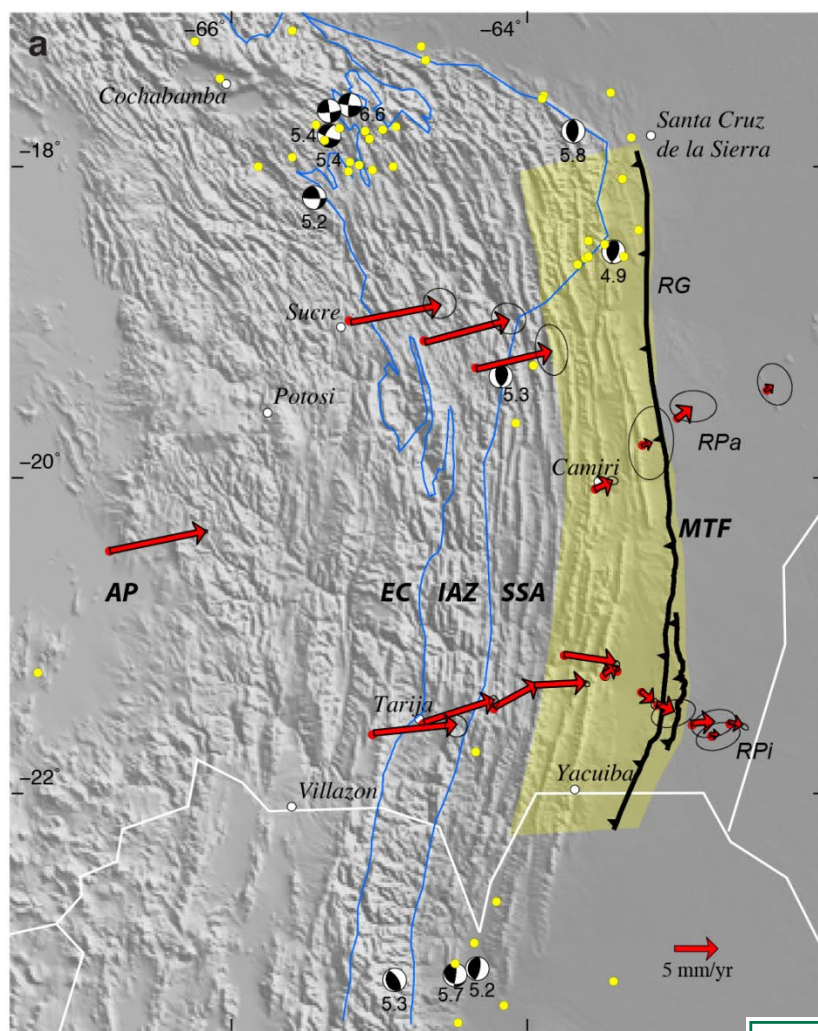 a
−66
−64
Cochabamba
6.6
5.4
5.4
5.8
Santa Cruz
de la Sierra
−18°
5.2
4.9
RG
Sucre
5.3
Potosi
RPa
−20°
Camiri
MTF
AP
EC
IAZ
SSA
Tarija
RPi
−22°
Villazon
Yacuiba
5 mm/yr
5.3
5.7
5.2